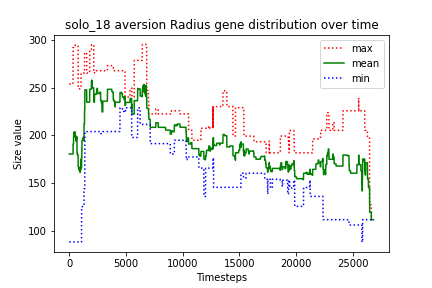 solo_18 aversion Radius gene distribution over time
max
mean
min
Size value
300
250
200
150
100
0
5000
10000
15000
20000
25000
Timesteps